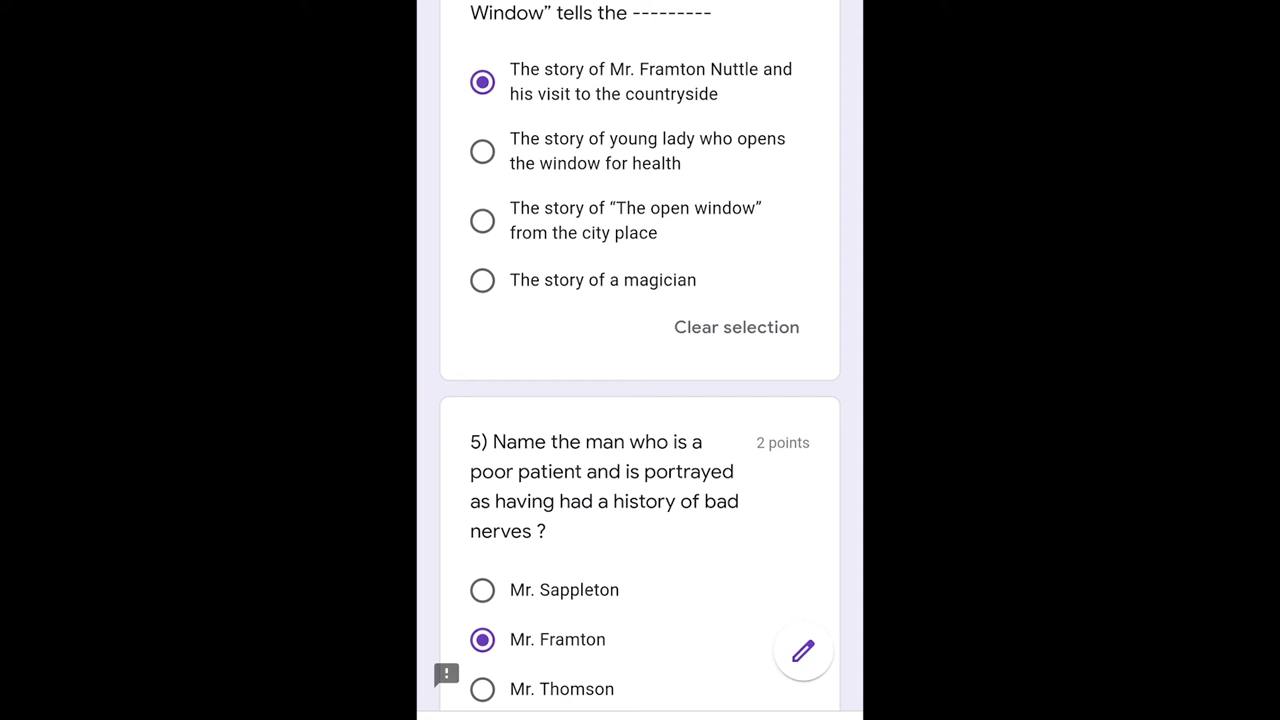 Window” tells the ---------
The story of Mr. Framton Nuttle and
his visit to the countryside
The story of young lady who opens
the window for health
The story of “The open window”
from the city place
The story of a magician
Clear selection
5) Name the man who is a
2 points
poor patient and is portrayed
as having had a history of bad
nerves ?
Mr. Sappleton
Mr. Framton
Mr. Thomson